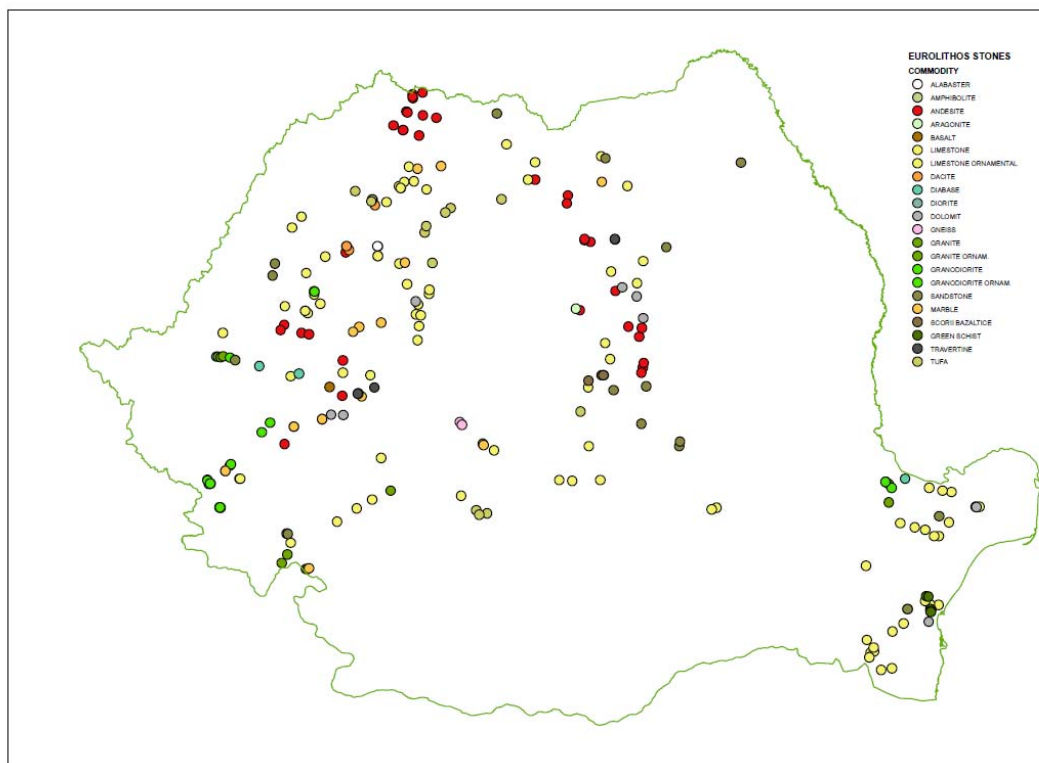 EUROLITHOS STONES
COMMODITY
ALABASTER
AMPHIBOLITE
ANDESITE
ARAGONITE
BASALT
LIMESTONE
LIMESTONE ORNAMENTAL
DACITE
DIABASE
DIORITE
DOLOMIT
GNEISS
GRANITE
GRANITE ORNAM.
GRANODIORITE
GRANODIORITE ORNAM.
SANDSTONE
MARBLE
SCORII BAZALTICE
GREEN SCHIST
TRAVERTINE
TUFA